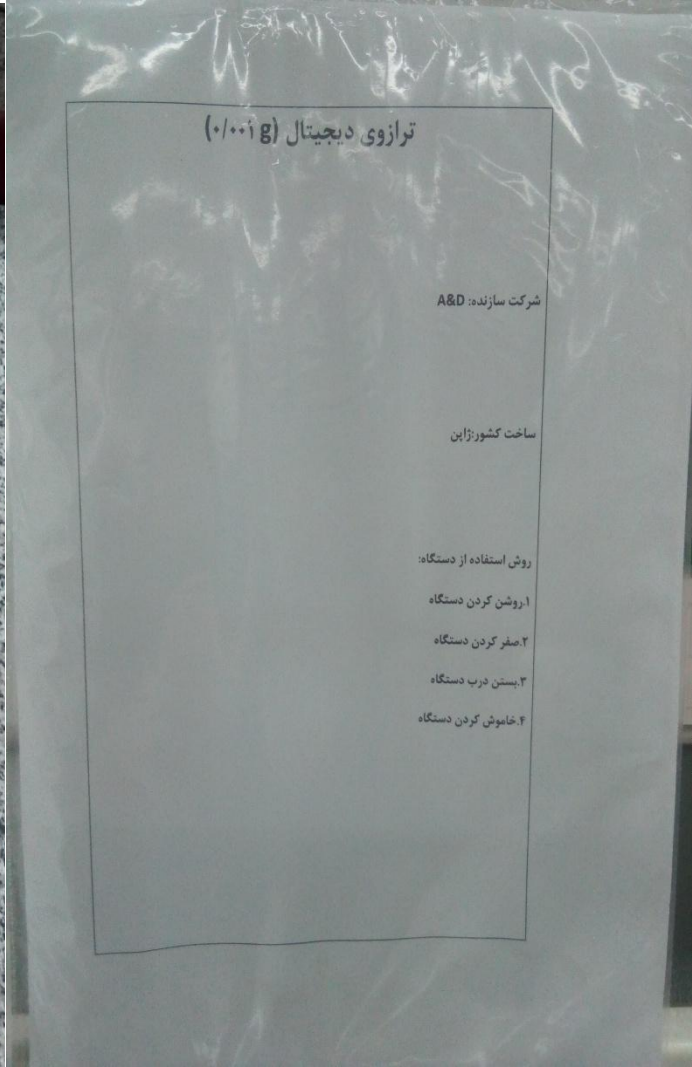 ترازوی دیجیتال (۰/۰۰۱ g)
شرکت سازنده: A&D
ساخت کشور:ژاپن
روش استفاده از دستگاه:
۱.روشن کردن دستگاه
۲.صفر کردن دستگاه
۳.بستن درب دستگاه
۴.خاموش کردن دستگاه